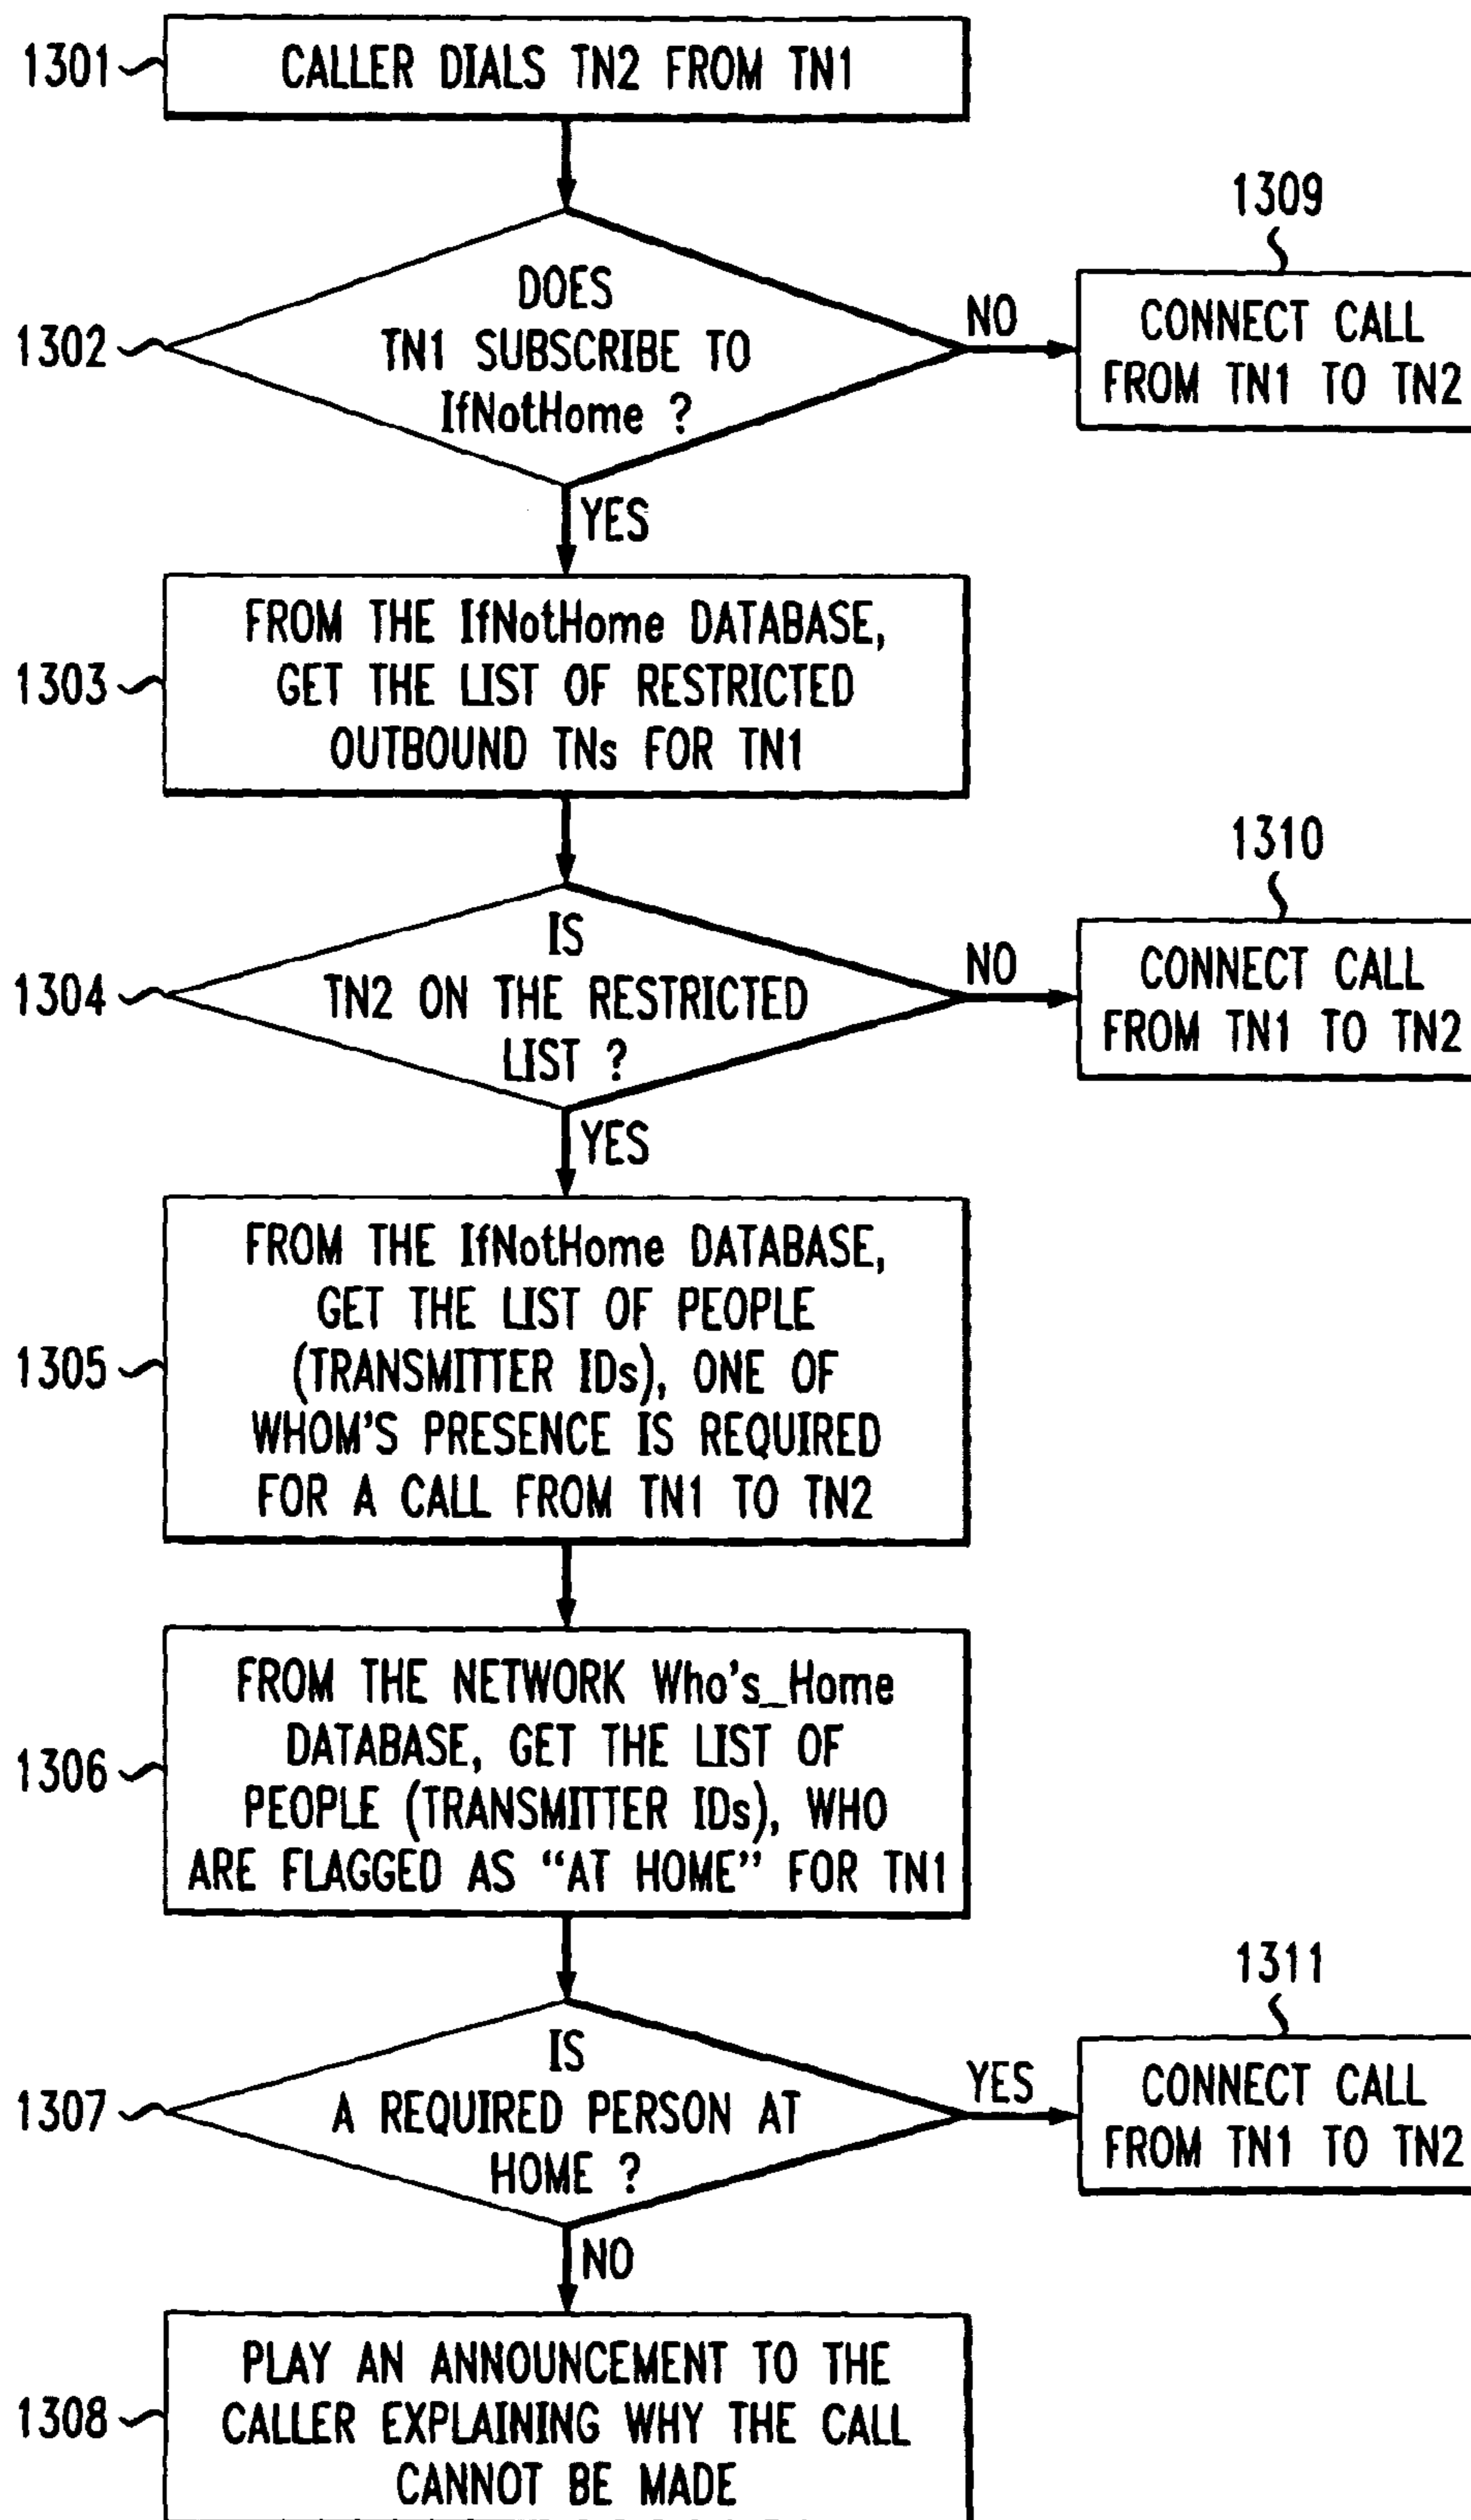 1301
CALLER DIALS TN2 FROM TN1
1302
DOES
TN1 SUBSCRIBE TO
IfNotHome ?
NO
1309
CONNECT CALL
FROM TN1 TO TN2
YES
1303
FROM THE IfNotHome DATABASE,
GET THE LIST OF RESTRICTED
OUTBOUND TNs FOR TN1
1304
IS
TN2 ON THE RESTRICTED
LIST ?
NO
1310
CONNECT CALL
FROM TN1 TO TN2
YES
1305
FROM THE IfNotHome DATABASE,
GET THE LIST OF PEOPLE
(TRANSMITTER IDs), ONE OF
WHOM'S PRESENCE IS REQUIRED
FOR A CALL FROM TN1 TO TN2
1306
FROM THE NETWORK Who's_Home
DATABASE, GET THE LIST OF
PEOPLE (TRANSMITTER IDs), WHO
ARE FLAGGED AS “AT HOME” FOR TN1
1307
IS
A REQUIRED PERSON AT
HOME ?
YES
1311
CONNECT CALL
FROM TN1 TO TN2
NO
1308
PLAY AN ANNOUNCEMENT TO THE
CALLER EXPLAINING WHY THE CALL
CANNOT BE MADE